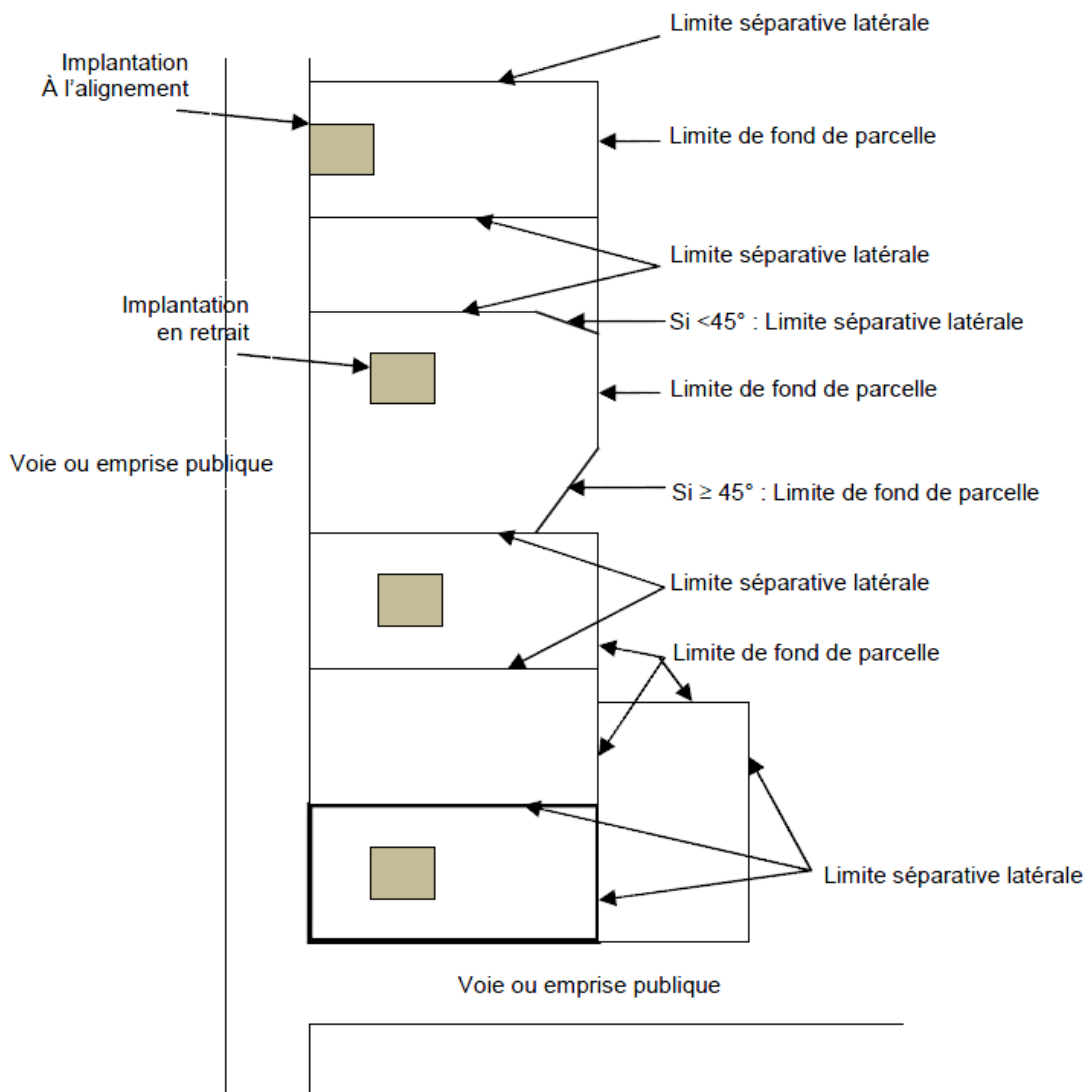 Limite séparative latérale
Implantation
À l'alignement
Limite de fond de parcelle
Limite séparative latérale
Implantation
en retrait
Si <45° : Limite séparative latérale
Limite de fond de parcelle
Voie ou emprise publique
Si ≥ 45° : Limite de fond de parcelle
Limite séparative latérale
Limite de fond de parcelle
Limite séparative latérale
Voie ou emprise publique